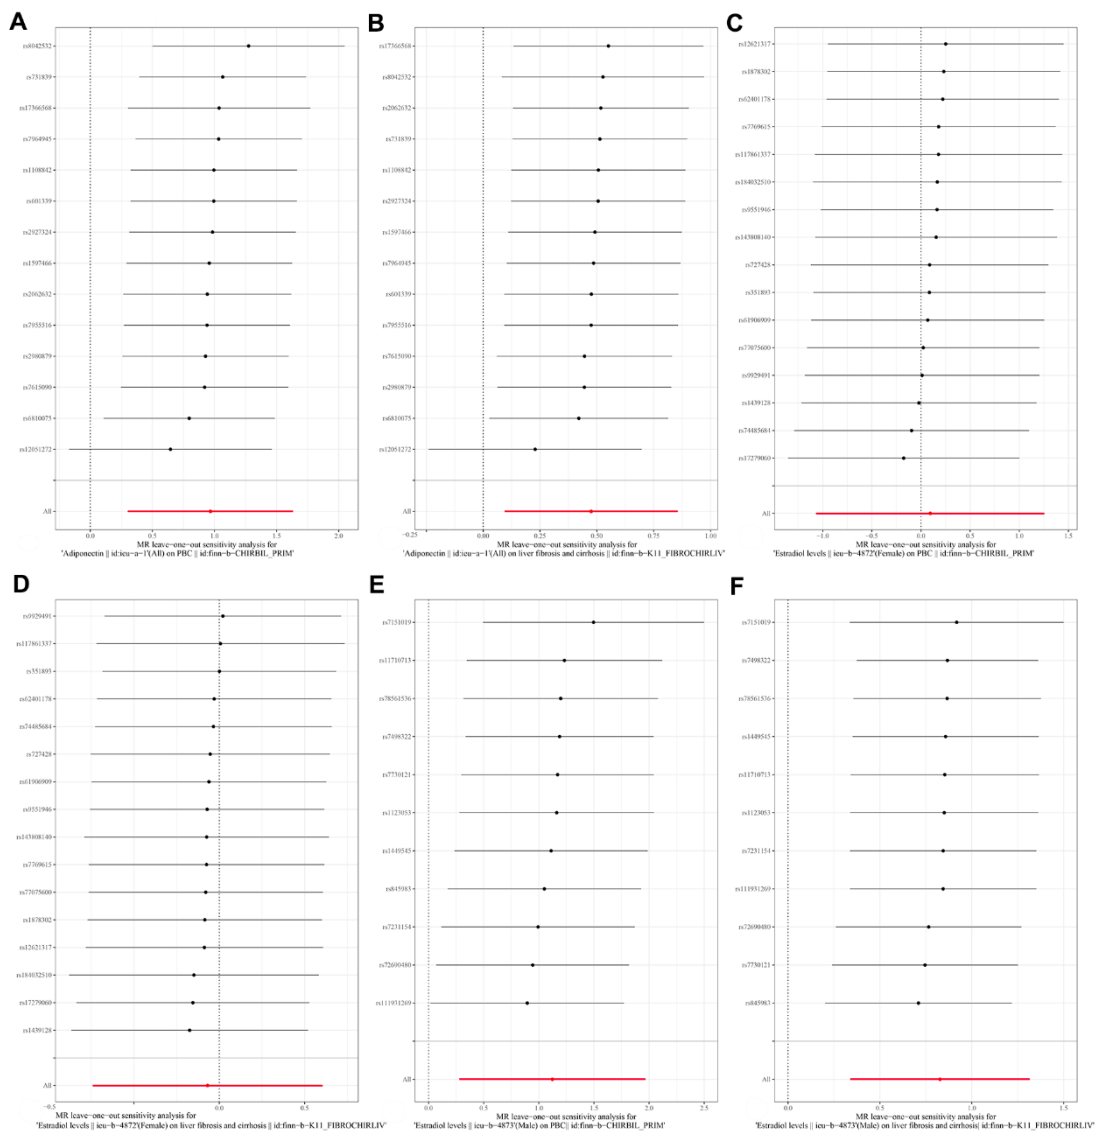 A
rs8042532
rs731839
rs17366568
rs7964945
rs1108842
rs601339
rs2927324
rs1597466
rs2062632
rs7955516
rs2980879
rs7615090
rs6810075
rs12051272
All
0.0 0.5 1.0 1.5 2.0
MR leave-one-out sensitivity analysis for
'Adiponectin || id:ieu-a-1'(All) on PBC || id:finn-b-CHIRBIL_PRIM'
B
rs17366568
rs8042532
rs2062632
rs731839
rs1108842
rs2927324
rs1597466
rs7964945
rs601339
rs7955516
rs7615090
rs2980879
rs6810075
rs12051272
All
-0.25 0.00 0.25 0.50 0.75 1.00
MR leave-one-out sensitivity analysis for
'Adiponectin || id:ieu-a-1'(All) on liver fibrosis and cirrhosis || id:finn-b-K11_FIBROCHIRLIV'
C
rs12621317
rs1878302
rs62401178
rs7769615
rs117861337
rs184032510
rs9551946
rs143808140
rs727428
rs351893
rs61906909
rs77075600
rs9929491
rs1439128
rs74485684
rs17279060
All
-1.0 -0.5 0.0 0.5 1.0 1.5
MR leave-one-out sensitivity analysis for
'Estradiol levels || ieu-b-4872'(Female) on PBC || id:finn-b-CHIRBIL_PRIM'
D
rs9929491
rs117861337
rs351893
rs62401178
rs74485684
rs727428
rs61906909
rs9551946
rs143808140
rs7769615
rs77075600
rs1878302
rs12621317
rs184032510
rs17279060
rs1439128
All
-0.5 0.0 0.5
MR leave-one-out sensitivity analysis for
'Estradiol levels || ieu-b-4872'(Female) on liver fibrosis and cirrhosis || id:finn-b-K11_FIBROCHIRLIV'
E
rs7151019
rs11710713
rs78561536
rs7498322
rs7730121
rs1123053
rs1449545
rs845983
rs7231154
rs72690480
rs111931269
All
0.0 0.5 1.0 1.5 2.0 2.5
MR leave-one-out sensitivity analysis for
'Estradiol levels || ieu-b-4873'(Male) on PBC|| id:finn-b-CHIRBIL_PRIM'
F
rs7151019
rs7498322
rs78561536
rs1449545
rs11710713
rs1123053
rs7231154
rs111931269
rs72690480
rs7730121
rs845983
All
0.0 0.5 1.0 1.5
MR leave-one-out sensitivity analysis for
'Estradiol levels || ieu-b-4873'(Male) on liver fibrosis and cirrhosis| id:finn-b-K11_FIBROCHIRLIV'